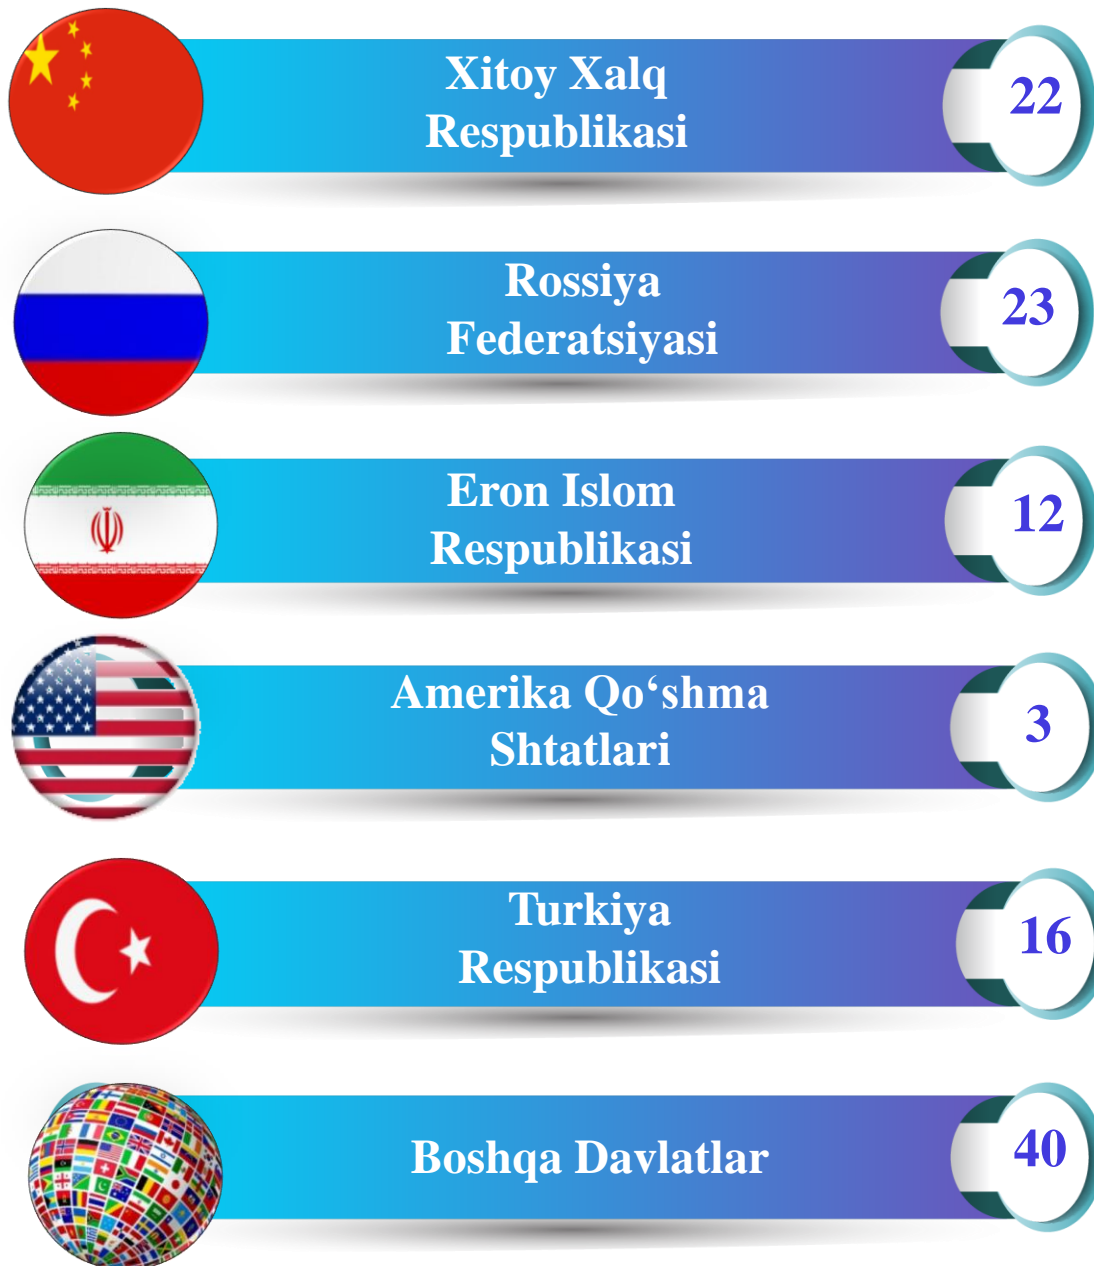 Xitoy Xalq
Respublikasi
22
Rossiya
Federatsiyasi
23
Eron Islom
Respublikasi
12
Amerika Qo‘shma
Shtatlari
3
Turkiya
Respublikasi
16
Boshqa Davlatlar
40